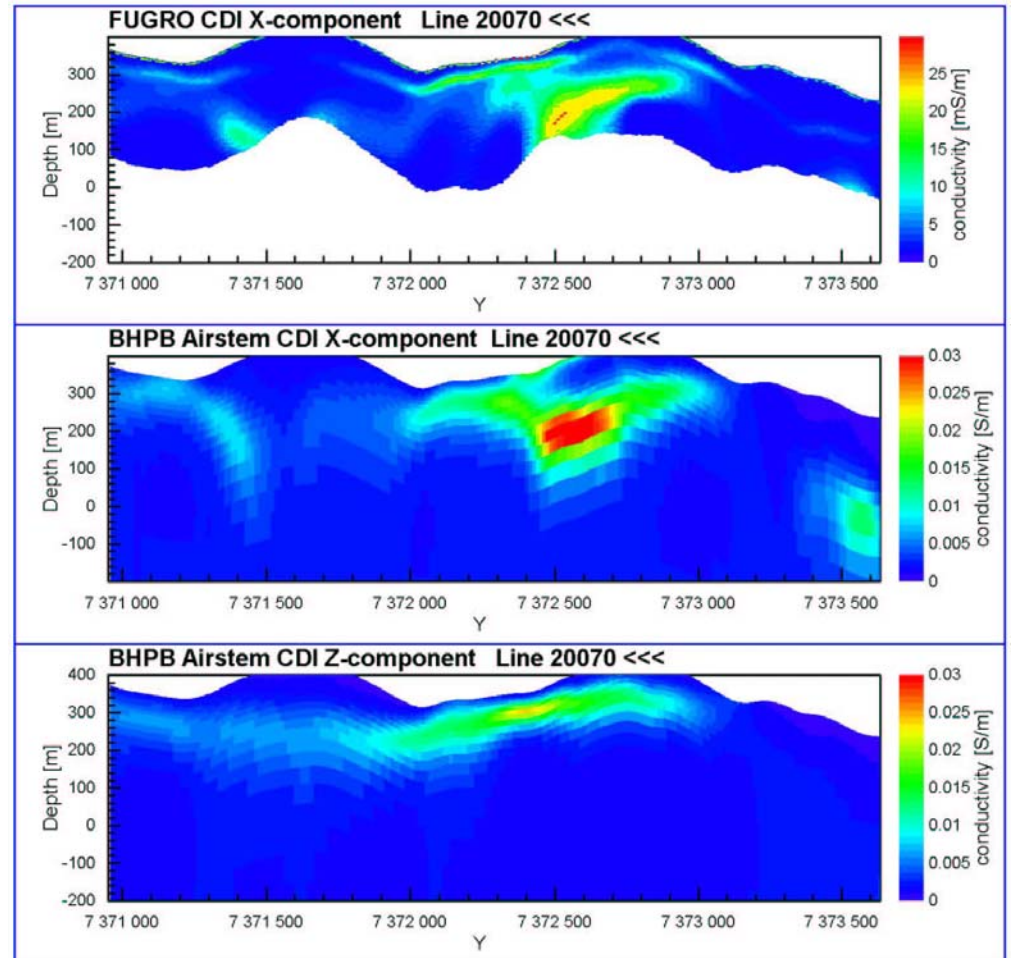 FUGRO CDI X-component Line 20070 <<<
300
200
100
0
-100
-200
Depth [m]
7 371 000 7 371 500 7 372 000 7 372 500 7 373 000 7 373 500
Y
25
20
15
10
5
0
conductivity [mS/m]
BHPB Airstem CDI X-component Line 20070 <<<
300
200
100
0
-100
Depth [m]
7 371 000 7 371 500 7 372 000 7 372 500 7 373 000 7 373 500
Y
0.03
0.025
0.02
0.015
0.01
0.005
0
conductivity [S/m]
BHPB Airstem CDI Z-component Line 20070 <<<
400
300
200
100
0
-100
-200
Depth [m]
7 371 000 7 371 500 7 372 000 7 372 500 7 373 000 7 373 500
Y
0.03
0.025
0.02
0.015
0.01
0.005
0
conductivity [S/m]